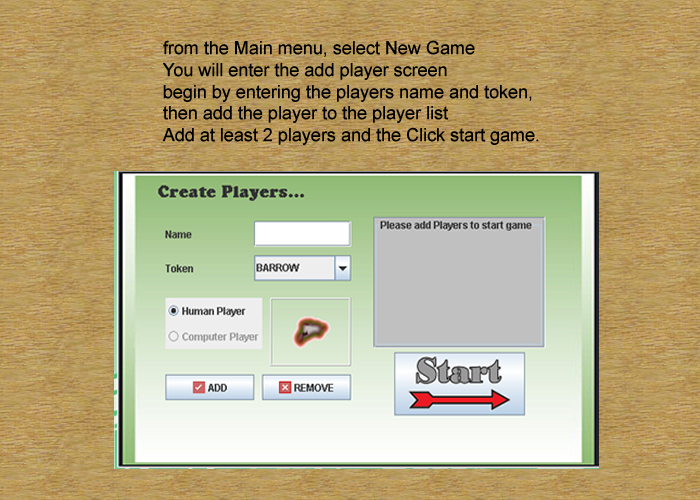 from the Main menu, select New Game
You will enter the add player screen
begin by entering the players name and token,
then add the player to the player list
Add at least 2 players and the Click start game.
Create Players...
Name
Please add Players to start game
Token
BARROW
Human Player
Computer Player
ADD
REMOVE
Start